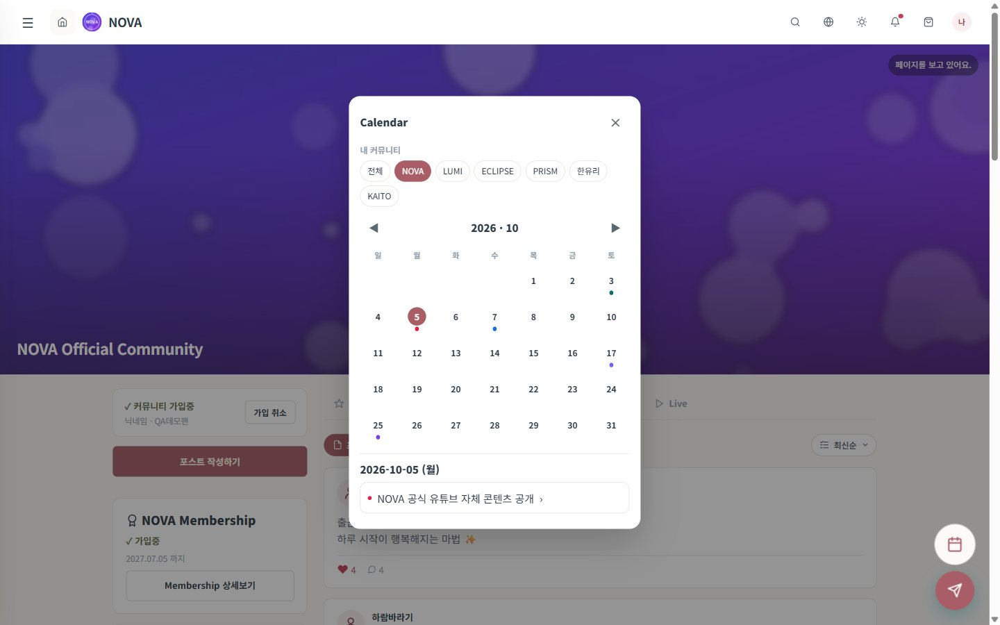 NOVA
NOVA
나
페이지를 보고 있어요.
NOVA Official Community
Calendar
내 커뮤니티
전체 NOVA LUMI ECLIPSE PRISM 한유리
KAITO
2026 · 10
일 월 화 수 목 금 토
1 2 3
4 5 6 7 8 9 10
11 12 13 14 15 16 17
18 19 20 21 22 23 24
25 26 27 28 29 30 31
2026-10-05 (월)
NOVA 공식 유튜브 자체 콘텐츠 공개 ›
✓ 커뮤니티 가입중
닉네임 · QA데모팬
가입 취소
포스트 작성하기
NOVA Membership
✓ 가입중
2027.07.05 까지
Membership 상세보기
Live
최신순
하루 시작이 행복해지는 마법 ✨
4 4
하람바라기